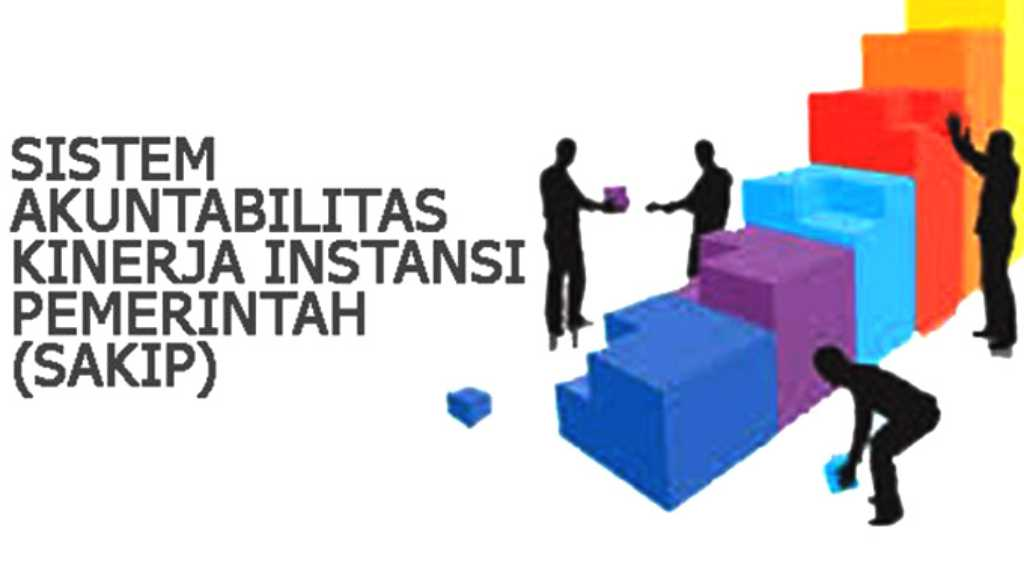 SISTEM
AKUNTABILITAS
KINERJA INSTANSI
PEMERINTAH
(SAKIP)